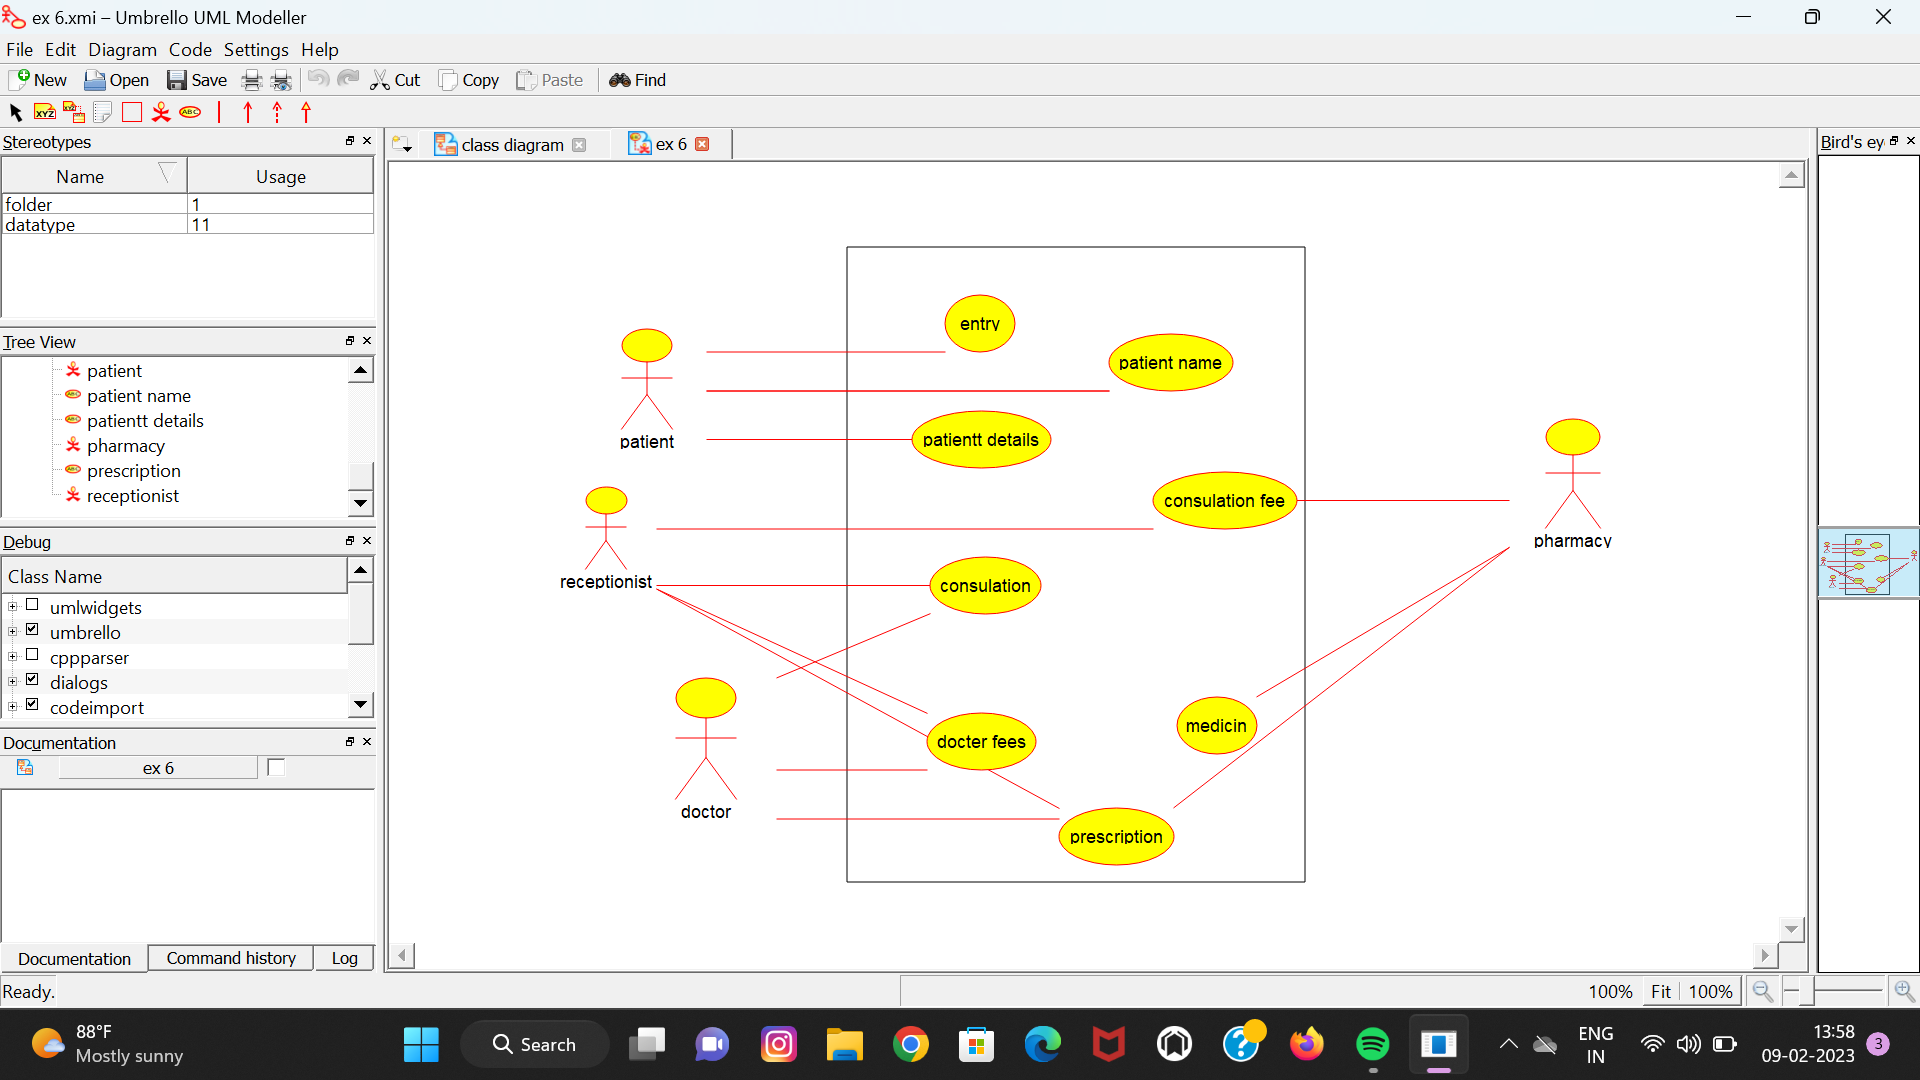 ex 6.xmi – Umbrello UML Modeller
File Edit Diagram Code Settings Help
New Open Save Cut Copy Paste Find
XYZ XYZ ABC
Stereotypes
Name Usage
folder 1
datatype 11
Tree View
patient
patient name
patientt details
pharmacy
prescription
receptionist
Debug
Class Name
umlwidgets
umbrello
cppparser
dialogs
codeimport
Documentation
ex 6
Documentation Command history Log
class diagram ex 6
entry
patient name
patient
patientt details
consulation fee
pharmacy
receptionist
consulation
medicin
docter fees
doctor
prescription
Bird's ey
Ready.
100% Fit 100%
88°F
Mostly sunny
Search
ENG
IN
13:58
09-02-2023
3